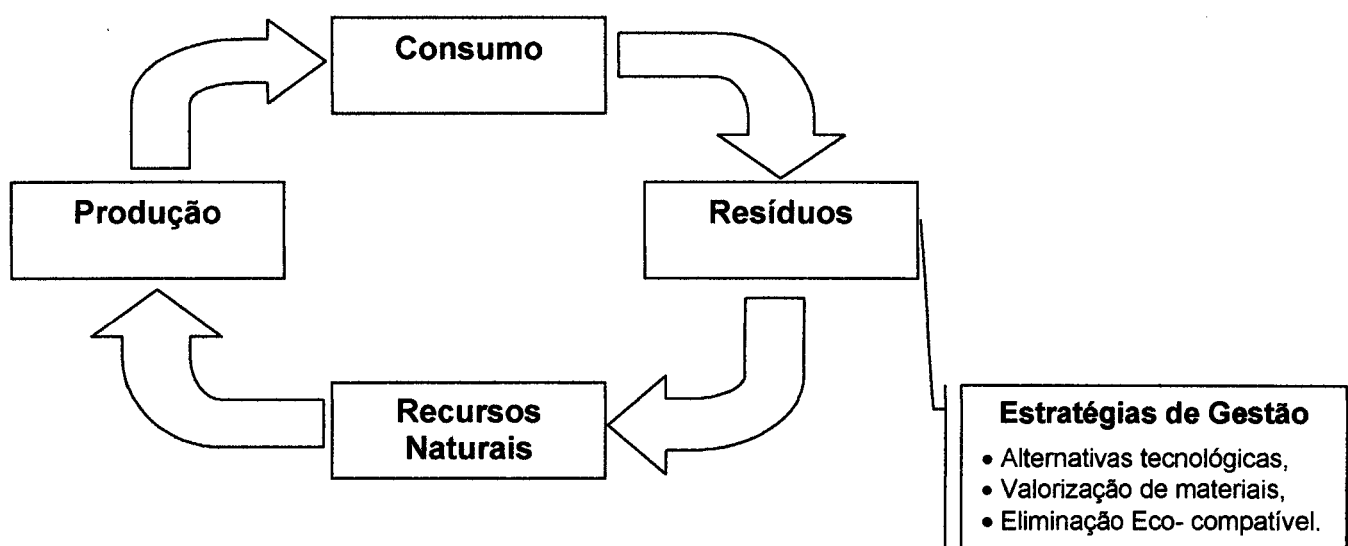 Consumo
Produção
Resíduos
Recursos
Naturais
Estratégias de Gestão
• Alternativas tecnológicas,
• Valorização de materiais,
• Eliminação Eco- compatível.